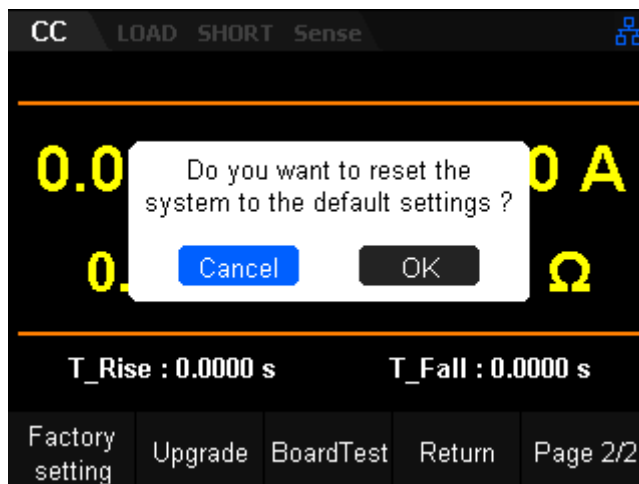 CC LOAD SHORT Sense
0.0 0 A
Do you want to reset the
system to the default settings ?
Cancel OK
0. Ω
T_Rise : 0.0000 s T_Fall : 0.0000 s
Factory setting Upgrade BoardTest Return Page 2/2